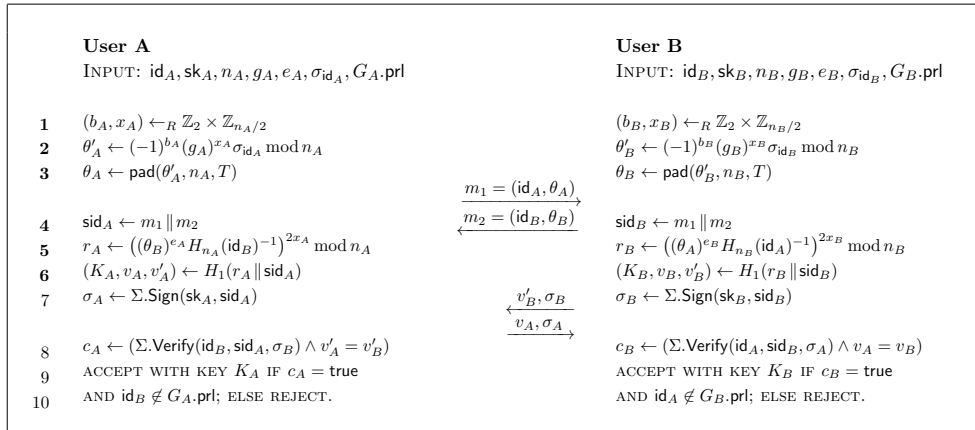 User A User B
INPUT: id_A, sk_A, n_A, g_A, e_A, σ_{id_A}, G_A.prl INPUT: id_B, sk_B, n_B, g_B, e_B, σ_{id_B}, G_B.prl
1 (b_A, x_A) ←_R ℤ_2 × ℤ_{n_A/2} (b_B, x_B) ←_R ℤ_2 × ℤ_{n_B/2}
2 θ'_A ← (−1)^{b_A}(g_A)^{x_A}σ_{id_A} mod n_A θ'_B ← (−1)^{b_B}(g_B)^{x_B}σ_{id_B} mod n_B
3 θ_A ← pad(θ'_A, n_A, T) θ_B ← pad(θ'_B, n_B, T)
m_1 = (id_A, θ_A)
m_2 = (id_B, θ_B)
4 sid_A ← m_1 ∥ m_2 sid_B ← m_1 ∥ m_2
5 r_A ← ((θ_B)^{e_A} H_{n_A}(id_B)^{−1})^{2x_A} mod n_A r_B ← ((θ_A)^{e_B} H_{n_B}(id_A)^{−1})^{2x_B} mod n_B
6 (K_A, v_A, v'_A) ← H_1(r_A ∥ sid_A) (K_B, v_B, v'_B) ← H_1(r_B ∥ sid_B)
7 σ_A ← Σ.Sign(sk_A, sid_A) σ_B ← Σ.Sign(sk_B, sid_B)
v'_B, σ_B
v_A, σ_A
8 c_A ← (Σ.Verify(id_B, sid_A, σ_B) ∧ v'_A = v'_B) c_B ← (Σ.Verify(id_A, sid_B, σ_A) ∧ v_A = v_B)
9 ACCEPT WITH KEY K_A IF c_A = true ACCEPT WITH KEY K_B IF c_B = true
10 AND id_B ∉ G_A.prl; ELSE REJECT. AND id_A ∉ G_B.prl; ELSE REJECT.